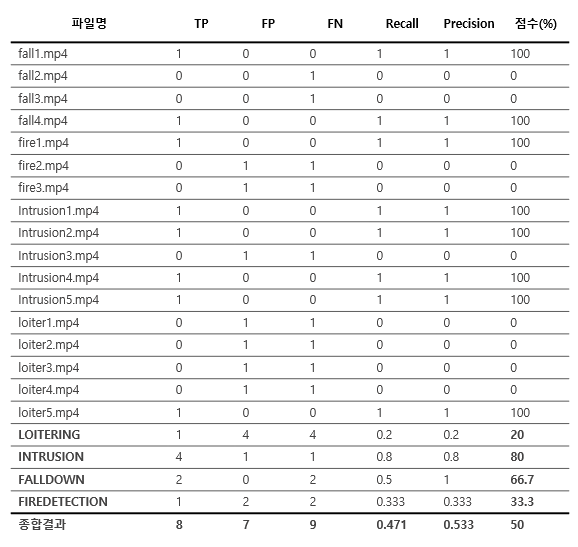 파일명 TP FP FN Recall Precision 점수(%)
fall1.mp4 1 0 0 1 1 100
fall2.mp4 0 0 1 0 0 0
fall3.mp4 0 0 1 0 0 0
fall4.mp4 1 0 0 1 1 100
fire1.mp4 1 0 0 1 1 100
fire2.mp4 0 1 1 0 0 0
fire3.mp4 0 1 1 0 0 0
Intrusion1.mp4 1 0 0 1 1 100
Intrusion2.mp4 1 0 0 1 1 100
Intrusion3.mp4 0 1 1 0 0 0
Intrusion4.mp4 1 0 0 1 1 100
Intrusion5.mp4 1 0 0 1 1 100
loiter1.mp4 0 1 1 0 0 0
loiter2.mp4 0 1 1 0 0 0
loiter3.mp4 0 1 1 0 0 0
loiter4.mp4 0 1 1 0 0 0
loiter5.mp4 1 0 0 1 1 100
LOITERING 1 4 4 0.2 0.2 20
INTRUSION 4 1 1 0.8 0.8 80
FALLDOWN 2 0 2 0.5 1 66.7
FIREDETECTION 1 2 2 0.333 0.333 33.3
종합결과 8 7 9 0.471 0.533 50